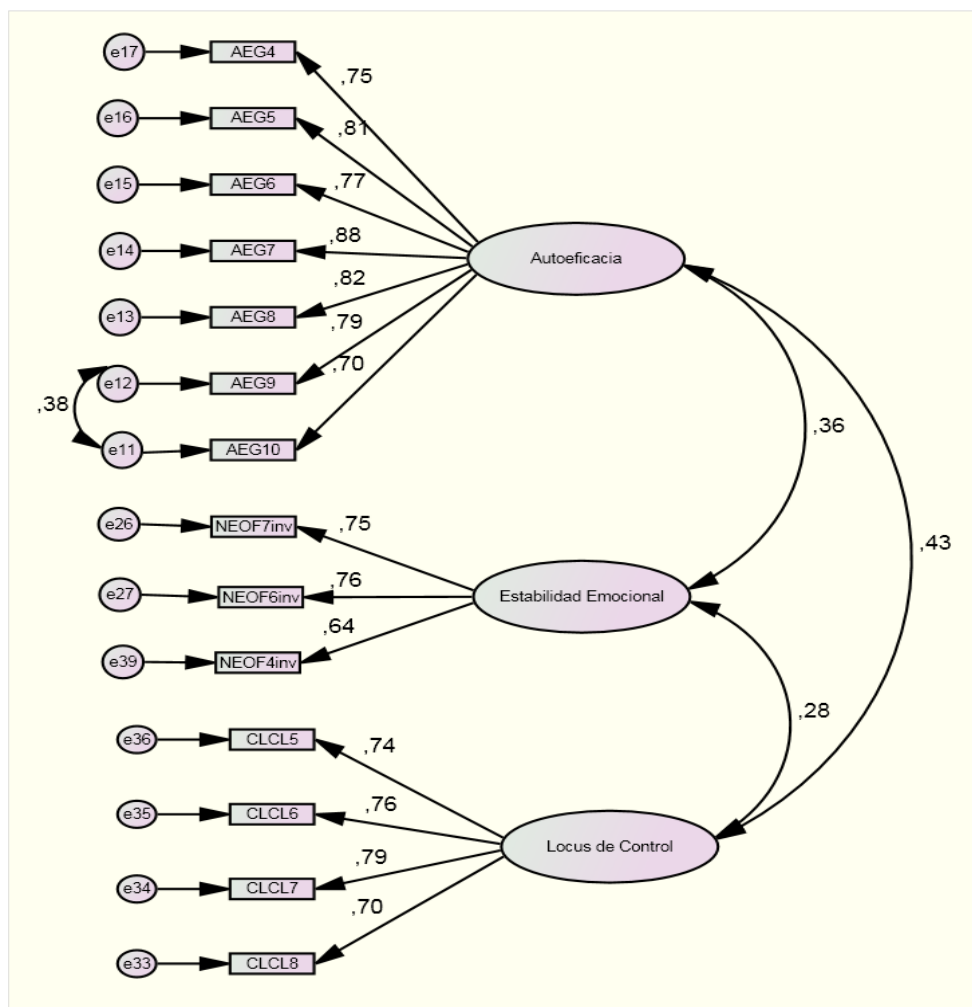 e17 AEG4
,75
e16 AEG5
,81
e15 AEG6
,77
e14 AEG7
,88
Autoeficacia
e13 AEG8
,82
e12 AEG9
,79
,38
e11 AEG10
,70
,36
,43
e26 NEOF7inv
,75
e27 NEOF6inv
,76
Estabilidad Emocional
e39 NEOF4inv
,64
,28
e36 CLCL5
,74
e35 CLCL6
,76
Locus de Control
e34 CLCL7
,79
e33 CLCL8
,70